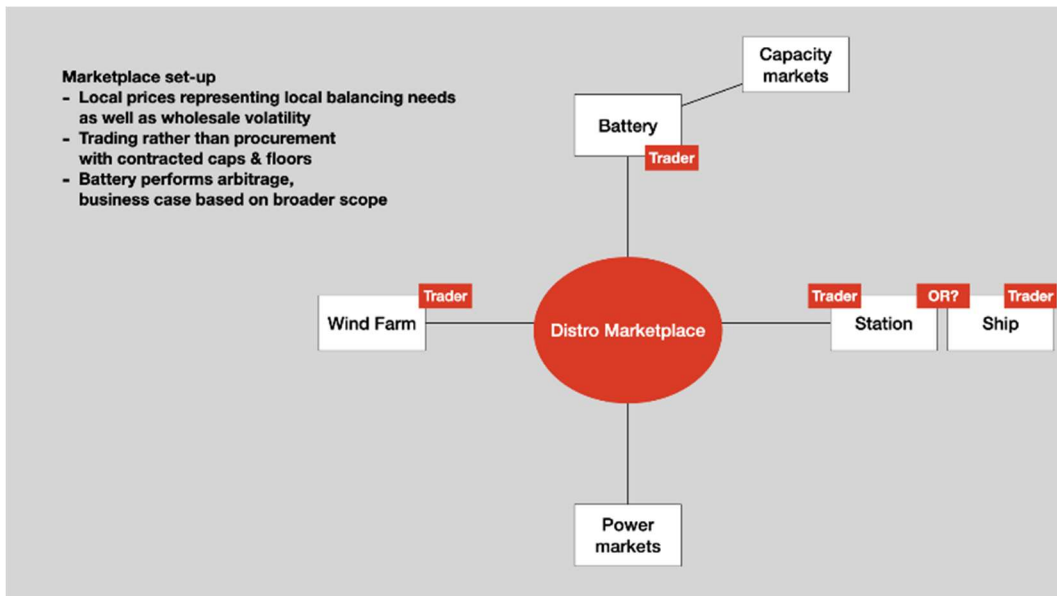 Marketplace set-up
- Local prices representing local balancing needs
as well as wholesale volatility
- Trading rather than procurement
with contracted caps & floors
- Battery performs arbitrage,
business case based on broader scope
Capacity
markets
Battery
Trader
Trader
Wind Farm
Distro Marketplace
Trader
OR?
Trader
Station
Ship
Power
markets